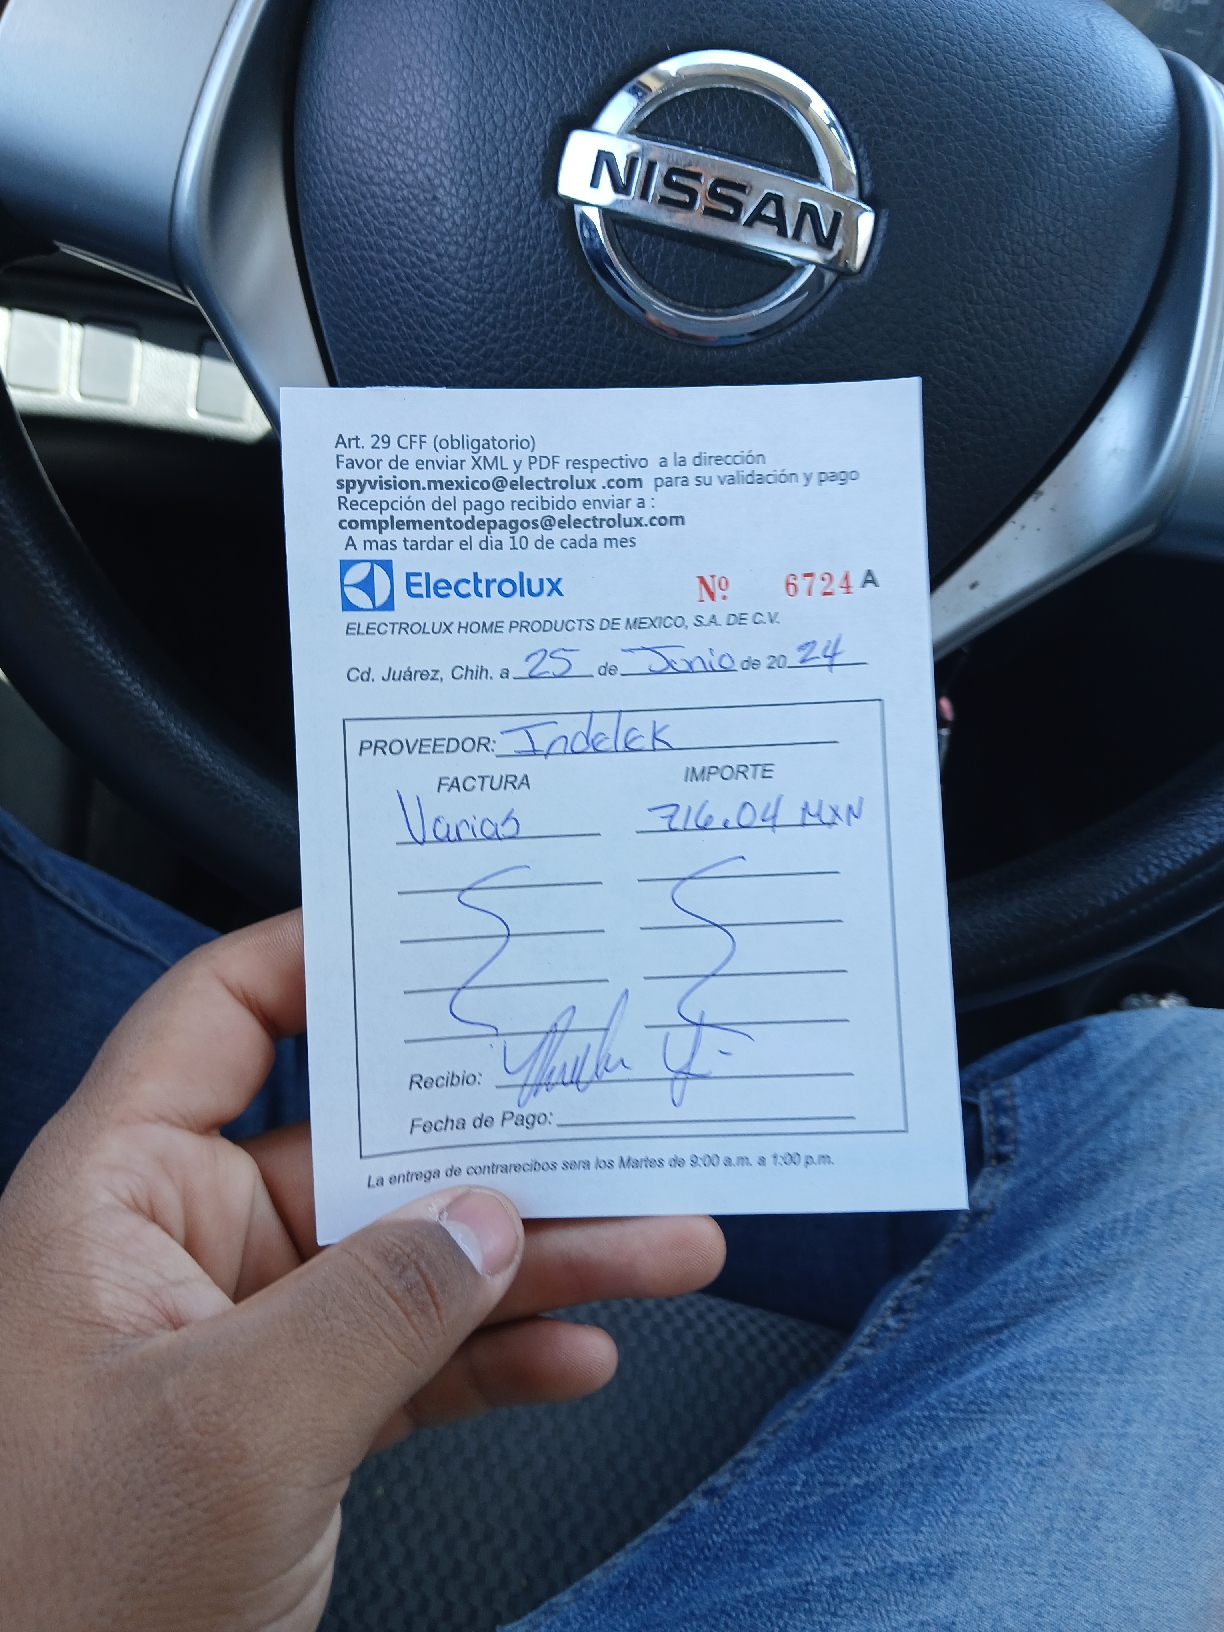 NISSAN
Art. 29 CFF (obligatorio)
Favor de enviar XML y PDF respectivo a la dirección
spyvision.mexico@electrolux .com para su validación y pago
Recepción del pago recibido enviar a :
complementodepagos@electrolux.com
A mas tardar el dia 10 de cada mes
Electrolux Nº 6724 A
ELECTROLUX HOME PRODUCTS DE MEXICO, S.A. DE C.V.
Cd. Juárez, Chih. a 25 de Junio de 20 24
PROVEEDOR: Indelek
FACTURA IMPORTE
Varias 716.04 MXN
Recibio:
Fecha de Pago:
La entrega de contrarecibos sera los Martes de 9:00 a.m. a 1:00 p.m.